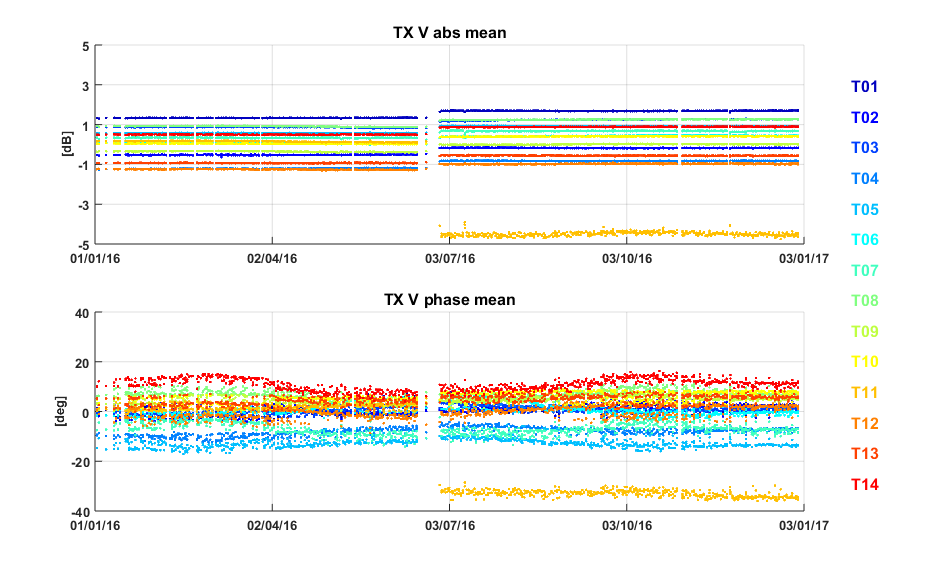 TX V abs mean
5
3
1
-1
-3
-5
[dB]
01/01/16 02/04/16 03/07/16 03/10/16 03/01/17
TX V phase mean
40
20
0
-20
-40
[deg]
01/01/16 02/04/16 03/07/16 03/10/16 03/01/17
T01
T02
T03
T04
T05
T06
T07
T08
T09
T10
T11
T12
T13
T14